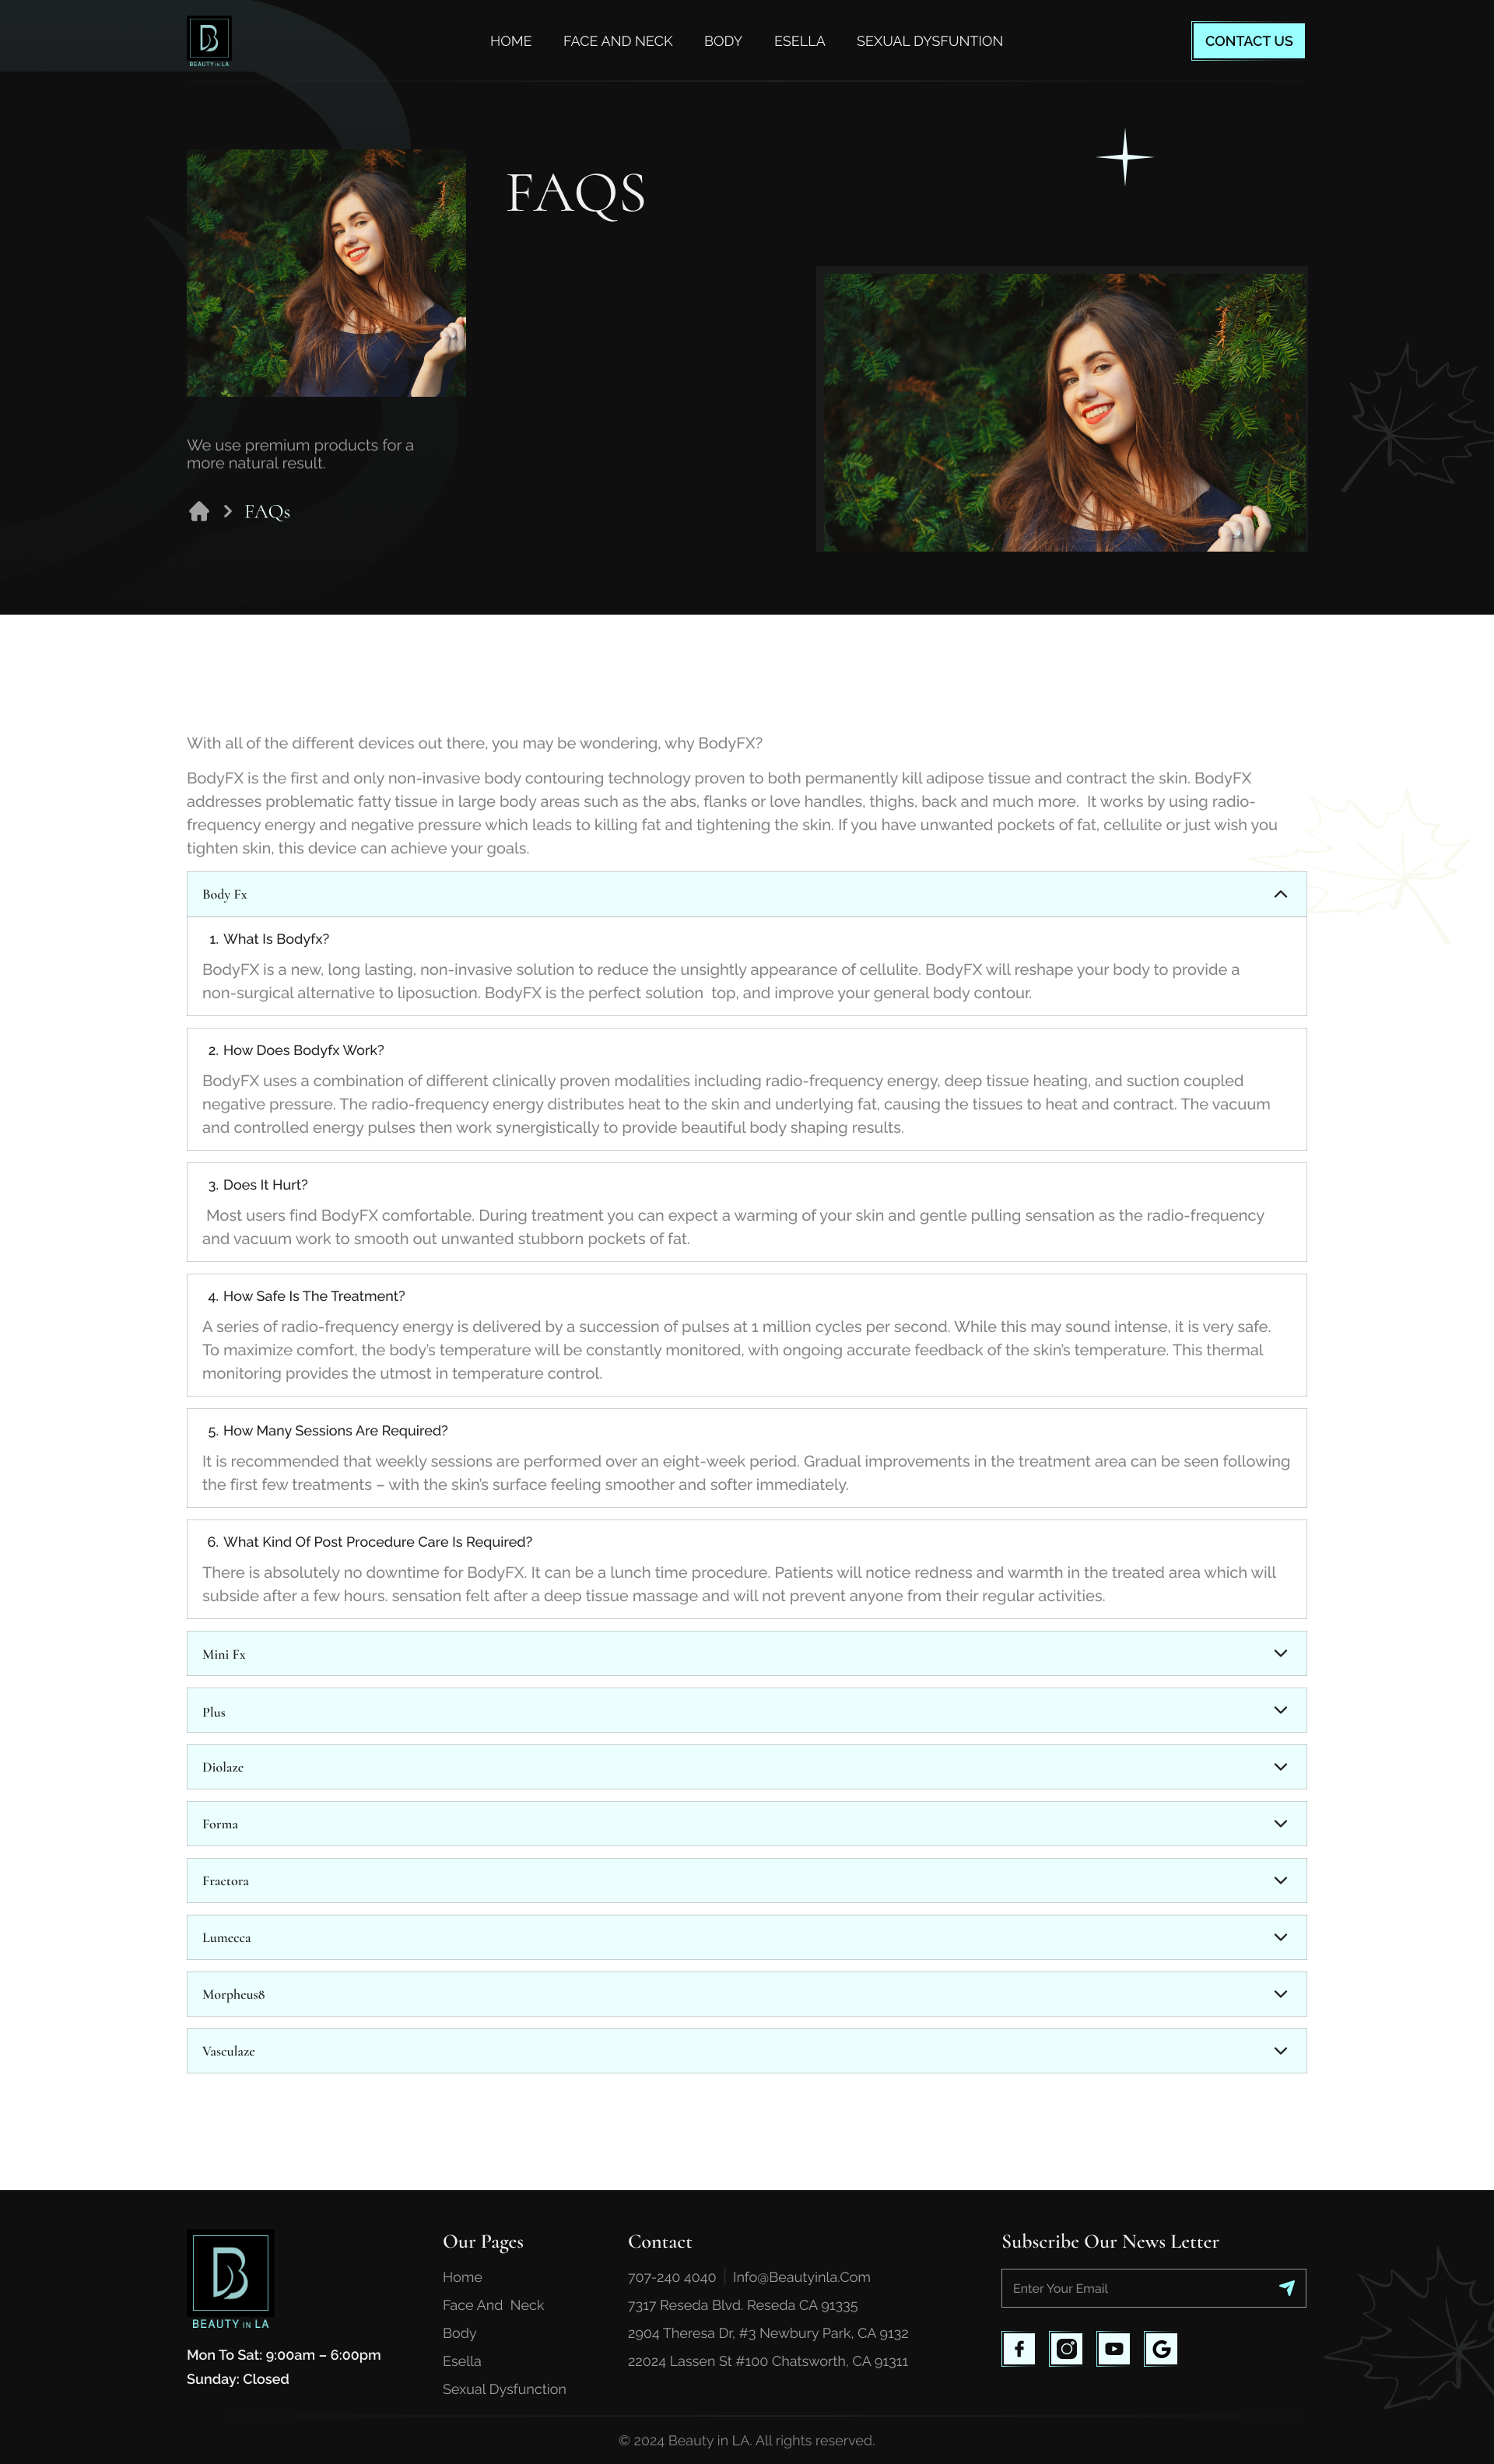 BEAUTY IN LA
HOME FACE AND NECK BODY ESELLA SEXUAL DYSFUNTION
CONTACT US
FAQS
We use premium products for a
more natural result.
FAQs
With all of the different devices out there, you may be wondering, why BodyFX?
BodyFX is the first and only non-invasive body contouring technology proven to both permanently kill adipose tissue and contract the skin. BodyFX
addresses problematic fatty tissue in large body areas such as the abs, flanks or love handles, thighs, back and much more.  It works by using radio-
frequency energy and negative pressure which leads to killing fat and tightening the skin. If you have unwanted pockets of fat, cellulite or just wish you
tighten skin, this device can achieve your goals.
Body Fx
1. What Is Bodyfx?
BodyFX is a new, long lasting, non-invasive solution to reduce the unsightly appearance of cellulite. BodyFX will reshape your body to provide a
non-surgical alternative to liposuction. BodyFX is the perfect solution  top, and improve your general body contour.
2. How Does Bodyfx Work?
BodyFX uses a combination of different clinically proven modalities including radio-frequency energy, deep tissue heating, and suction coupled
negative pressure. The radio-frequency energy distributes heat to the skin and underlying fat, causing the tissues to heat and contract. The vacuum
and controlled energy pulses then work synergistically to provide beautiful body shaping results.
3. Does It Hurt?
Most users find BodyFX comfortable. During treatment you can expect a warming of your skin and gentle pulling sensation as the radio-frequency
and vacuum work to smooth out unwanted stubborn pockets of fat.
4. How Safe Is The Treatment?
A series of radio-frequency energy is delivered by a succession of pulses at 1 million cycles per second. While this may sound intense, it is very safe.
To maximize comfort, the body's temperature will be constantly monitored, with ongoing accurate feedback of the skin's temperature. This thermal
monitoring provides the utmost in temperature control.
5. How Many Sessions Are Required?
It is recommended that weekly sessions are performed over an eight-week period. Gradual improvements in the treatment area can be seen following
the first few treatments – with the skin's surface feeling smoother and softer immediately.
6. What Kind Of Post Procedure Care Is Required?
There is absolutely no downtime for BodyFX. It can be a lunch time procedure. Patients will notice redness and warmth in the treated area which will
subside after a few hours. sensation felt after a deep tissue massage and will not prevent anyone from their regular activities.
Mini Fx
Plus
Diolaze
Forma
Fractora
Lumecca
Morpheus8
Vasculaze
BEAUTY IN LA
Mon To Sat: 9:00am – 6:00pm
Sunday: Closed
Our Pages
Home
Face And  Neck
Body
Esella
Sexual Dysfunction
Contact
707-240 4040 | Info@Beautyinla.Com
7317 Reseda Blvd. Reseda CA 91335
2904 Theresa Dr, #3 Newbury Park, CA 9132
22024 Lassen St #100 Chatsworth, CA 91311
Subscribe Our News Letter
Enter Your Email
© 2024 Beauty in LA. All rights reserved.